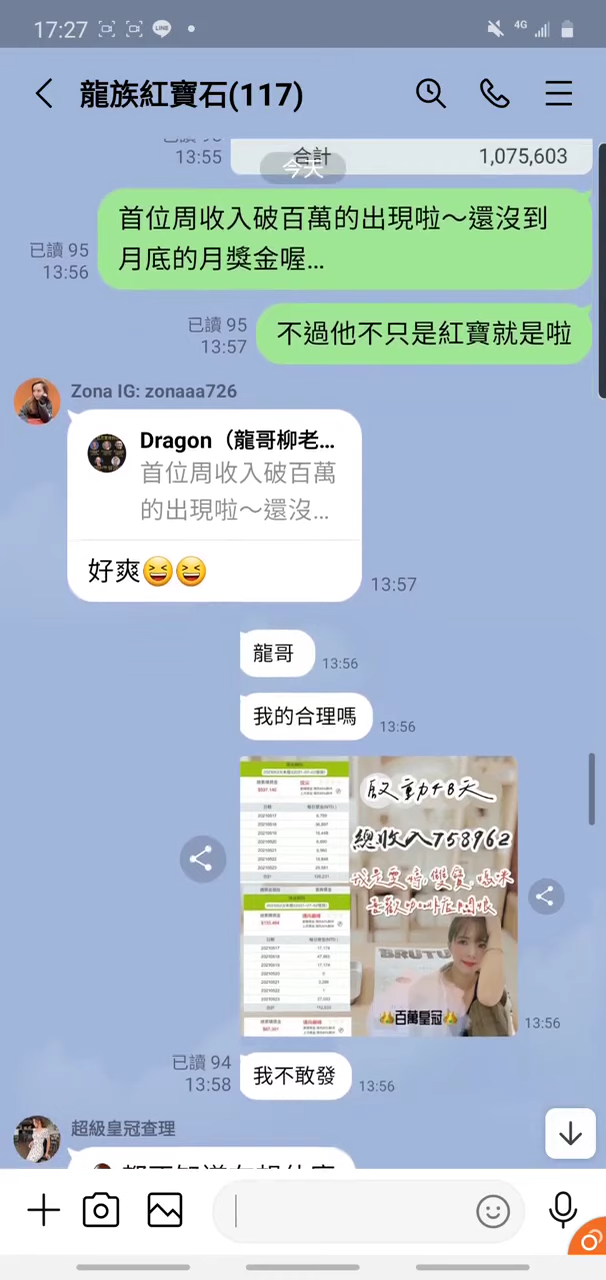 17:27
4G
龍族紅寶石(117)
13:55
合計
1,075,603
今天
首位周收入破百萬的出現啦～還沒到
月底的月獎金喔...
已讀 95
13:56
不過他不只是紅寶就是啦
已讀 95
13:57
Zona IG: zonaaa726
Dragon（龍哥柳老...
首位周收入破百萬
的出現啦～還沒...
好爽😆😆
13:57
龍哥
13:56
我的合理嗎
13:56
啟動+8天
總收入758962
BRUTU
👍百萬皇冠👍
13:56
已讀 94
13:58
我不敢發
13:56
超級皇冠查理